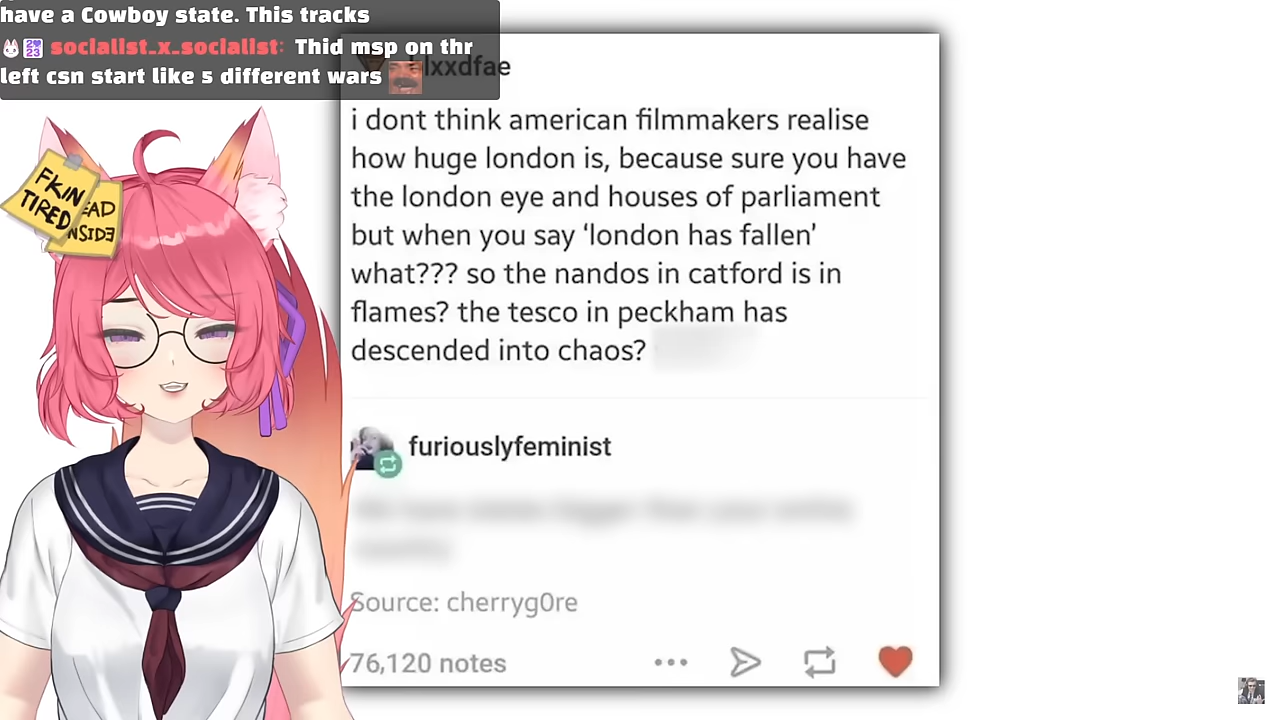 have a Cowboy state. This tracks
socialist_x_socialist: Thid msp on thr
left csn start like 5 different wars
lxxdfae
i dont think american filmmakers realise
how huge london is, because sure you have
the london eye and houses of parliament
but when you say ‘london has fallen’
what??? so the nandos in catford is in
flames? the tesco in peckham has
descended into chaos?
FKIN
TIRED
EAD
NSIDE
furiouslyfeminist
Source: cherryg0re
76,120 notes